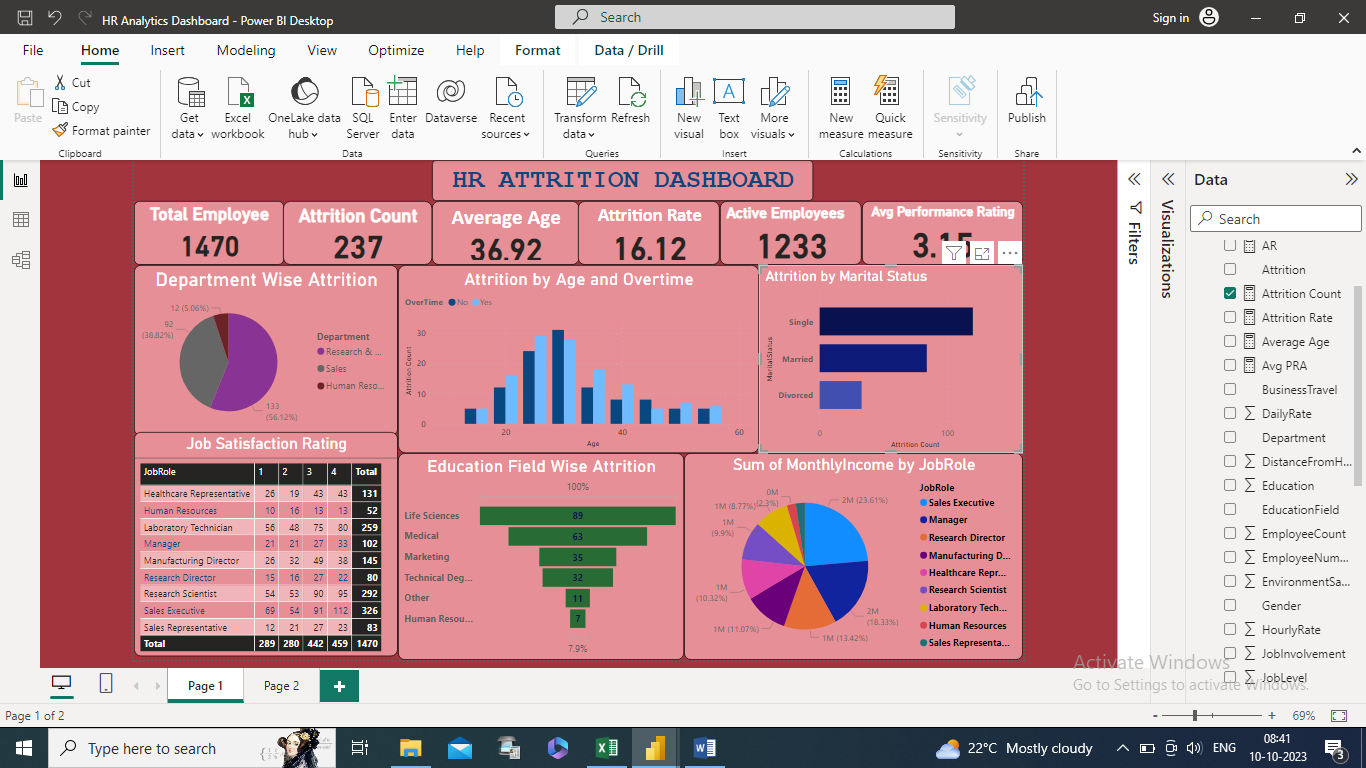 HR Analytics Dashboard - Power BI Desktop
Search
Sign in
File Home Insert Modeling View Optimize Help Format Data / Drill
Paste
Cut
Copy
Format painter
Clipboard
Get data
Excel workbook
OneLake data hub
SQL Server
Enter data
Dataverse
Recent sources
Data
Transform data
Refresh
Queries
New visual
Text box
More visuals
Insert
New measure
Quick measure
Calculations
Sensitivity
Sensitivity
Publish
Share
HR ATTRITION DASHBOARD
Total Employee
1470
Attrition Count
237
Average Age
36.92
Attrition Rate
16.12
Active Employees
1233
Avg Performance Rating
3.15
Department Wise Attrition
12 (5.06%)
92
(38.82%)
133
(56.12%)
Department
Research & ...
Sales
Human Reso...
Attrition by Age and Overtime
OverTime No Yes
Attrition Count
30
20
10
0
20 40 60
Age
Attrition by Marital Status
MaritalStatus
Single
Married
Divorced
0 100
Attrition Count
Job Satisfaction Rating
JobRole 1 2 3 4 Total
Healthcare Representative 26 19 43 43 131
Human Resources 10 16 13 13 52
Laboratory Technician 56 48 75 80 259
Manager 21 21 27 33 102
Manufacturing Director 26 32 49 38 145
Research Director 15 16 27 22 80
Research Scientist 54 53 90 95 292
Sales Executive 69 54 91 112 326
Sales Representative 12 21 27 23 83
Total 289 280 442 459 1470
Education Field Wise Attrition
100%
Life Sciences 89
Medical 63
Marketing 35
Technical Deg... 32
Other 11
Human Resou... 7
7.9%
Sum of MonthlyIncome by JobRole
0M
(2.3%)
1M (8.77%)
1M
(9.9%)
1M
(10.32%)
1M (11.07%)
1M (13.42%)
2M
(18.33%)
2M (23.61%)
JobRole
Sales Executive
Manager
Research Director
Manufacturing D...
Healthcare Repr...
Research Scientist
Laboratory Tech...
Human Resources
Sales Representa...
Filters
Visualizations
Data
Search
AR
Attrition
Attrition Count
Attrition Rate
Average Age
Avg PRA
BusinessTravel
DailyRate
Department
DistanceFromH...
Education
EducationField
EmployeeCount
EmployeeNum...
EnvironmentSa...
Gender
HourlyRate
JobInvolvement
JobLevel
Activate Windows
Go to Settings to activate Windows.
Page 1 Page 2
Page 1 of 2
69%
Type here to search
22°C Mostly cloudy
ENG
08:41
10-10-2023
3